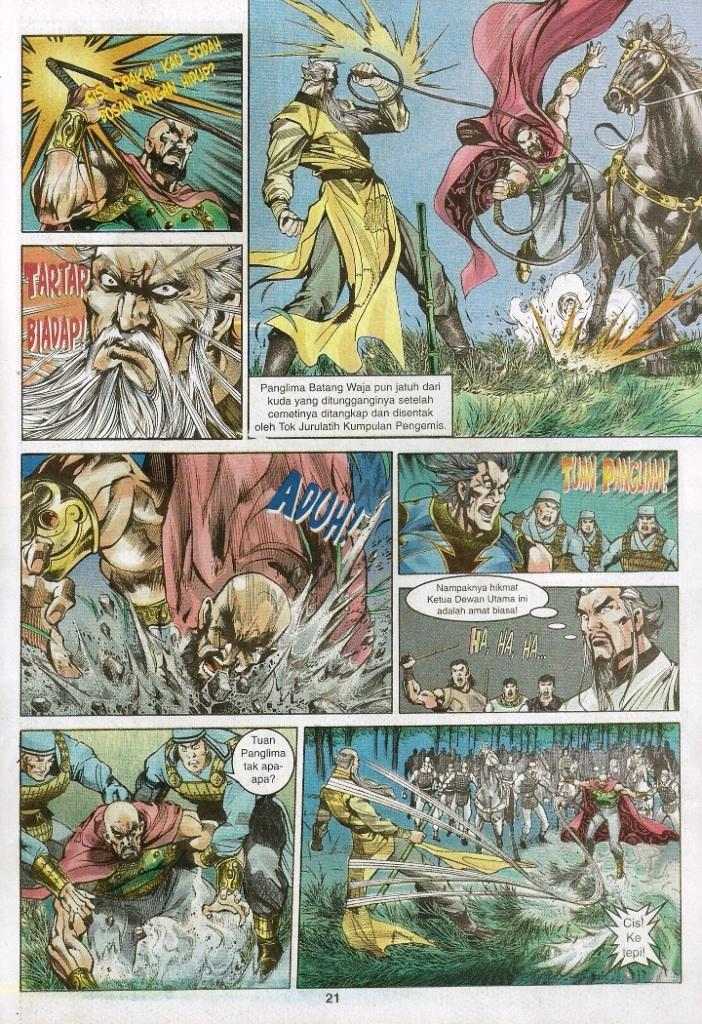 CIS! APAKAH KAU SUDAH
BOSAN DENGAN HIDUP?
TARTAR
BIADAP!
Panglima Batang Waja pun jatuh dari
kuda yang ditungganginya setelah
cemetinya ditangkap dan disentak
oleh Tok Jurulatih Kumpulan Pengemis.
ADUH!
TUAN PANGLIMA!
Nampaknya hikmat
Ketua Dewan Utama ini
adalah amat biasa!
HA, HA, HA...
Tuan
Panglima
tak apa-
apa?
Cis!
Ke
tepi!
21